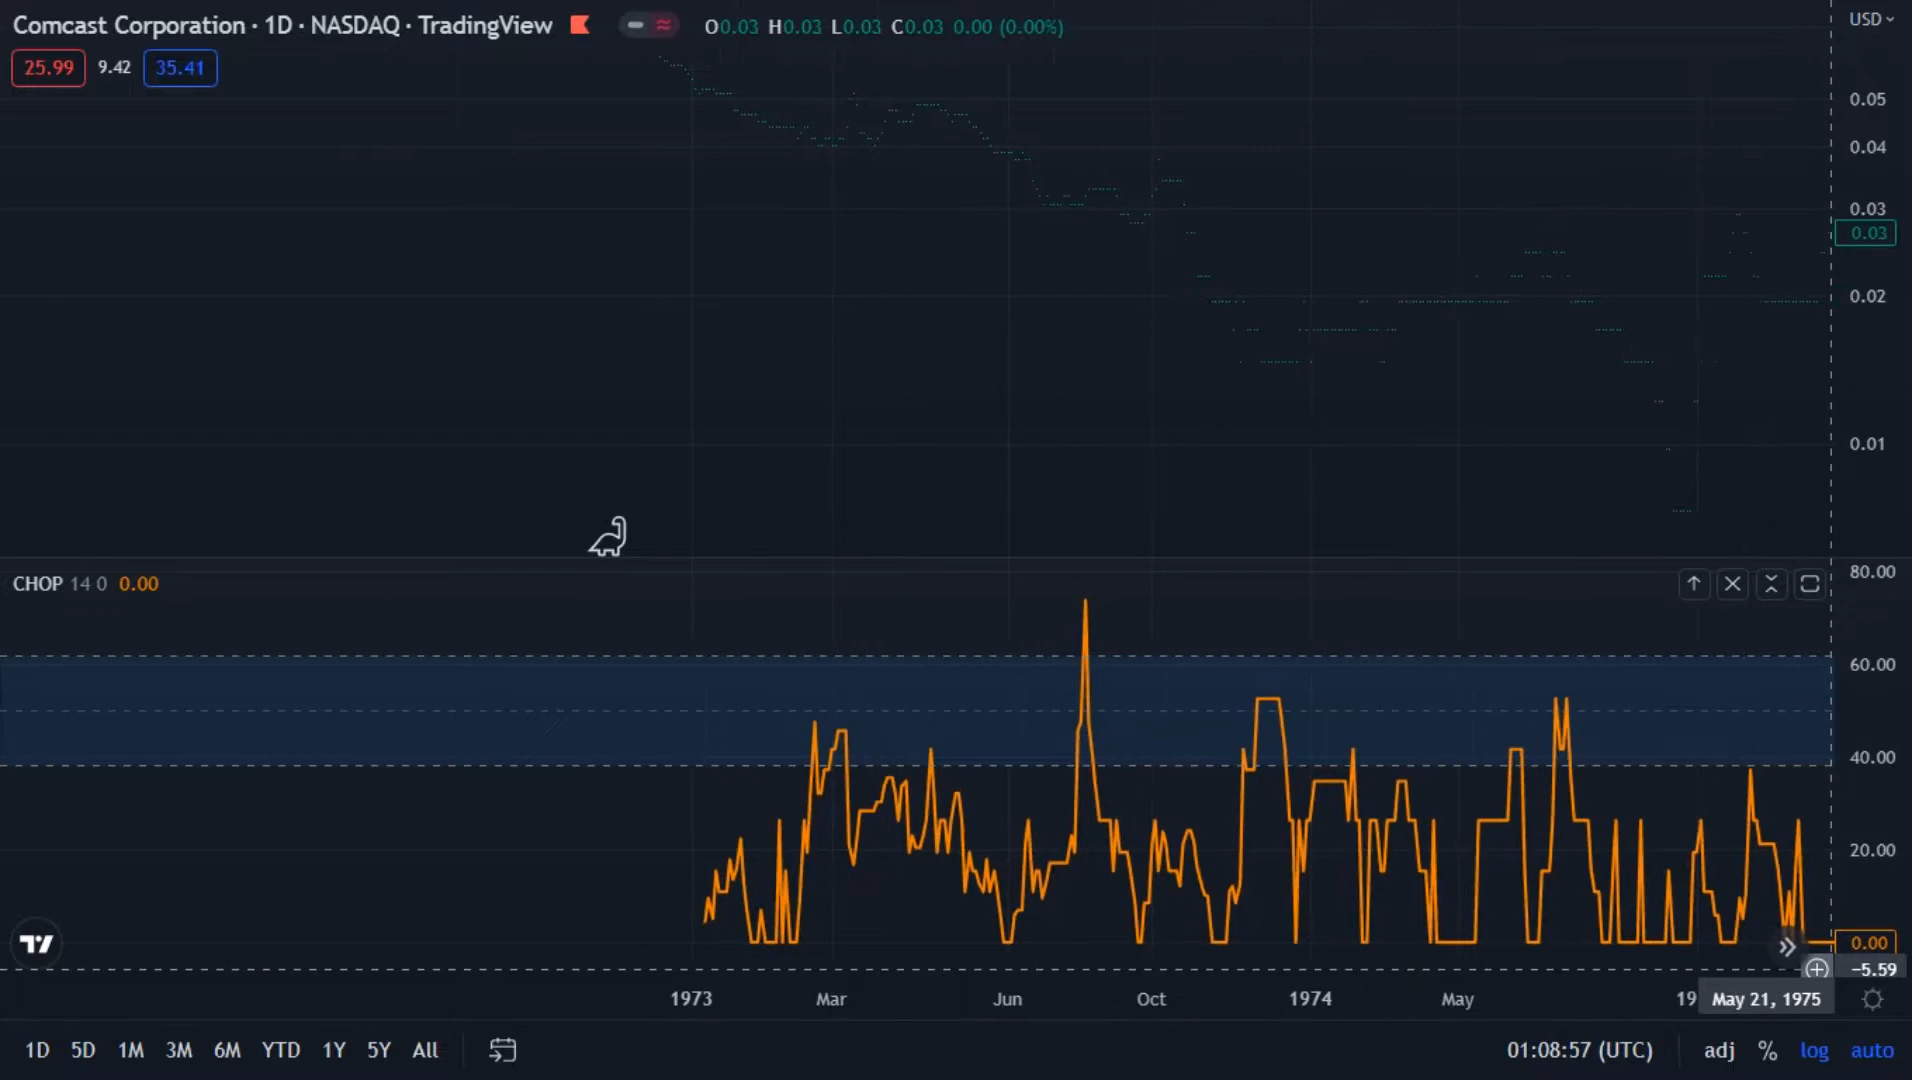 Comcast Corporation · 1D · NASDAQ · TradingView O0.03 H0.03 L0.03 C0.03 0.00 (0.00%) USD
25.99 9.42 35.41
0.05
0.04
0.03
0.03
0.02
0.01
CHOP 14 0 0.00
80.00
60.00
40.00
20.00
0.00
−5.59
1973 Mar Jun Oct 1974 May 19 May 21, 1975
1D 5D 1M 3M 6M YTD 1Y 5Y All 01:08:57 (UTC) adj % log auto